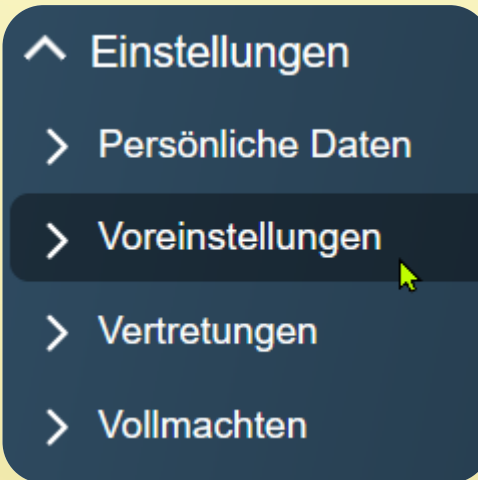 Einstellungen
Persönliche Daten
Voreinstellungen
Vertretungen
Vollmachten